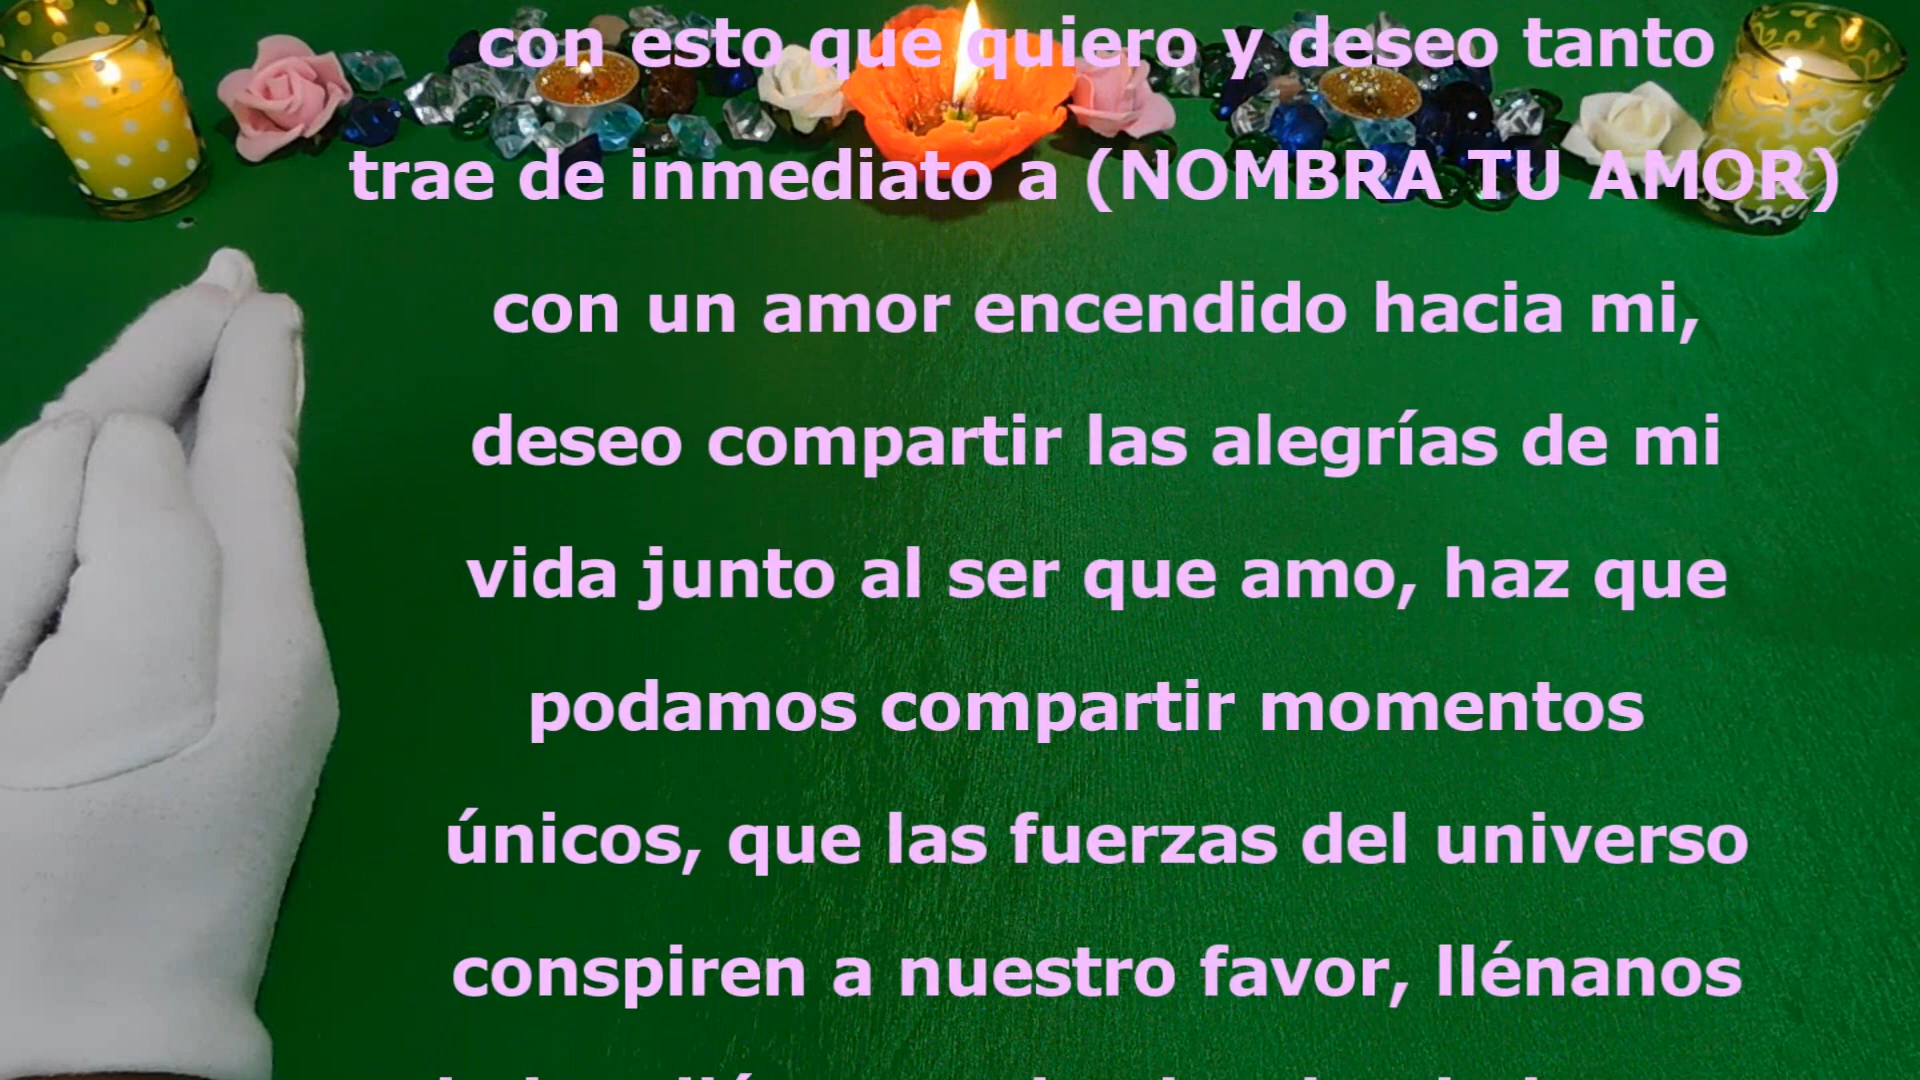 con esto que quiero y deseo tanto
trae de inmediato a (NOMBRA TU AMOR)
con un amor encendido hacia mi,
deseo compartir las alegrías de mi
vida junto al ser que amo, haz que
podamos compartir momentos
únicos, que las fuerzas del universo
conspiren a nuestro favor, llénanos